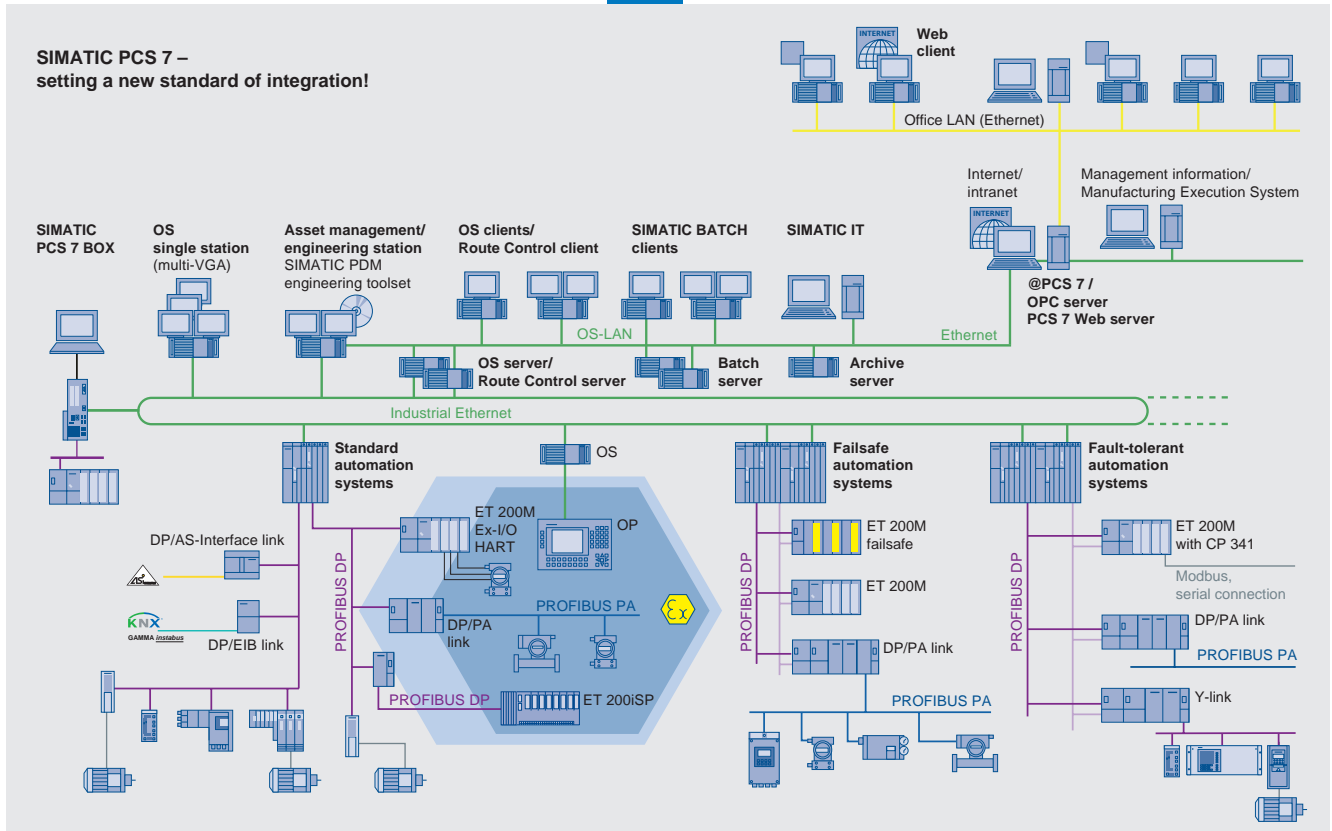 SIMATIC PCS 7 –
setting a new standard of integration!
INTERNET
Web
client
Office LAN (Ethernet)
Internet/
intranet
INTERNET
Management information/
Manufacturing Execution System
SIMATIC
PCS 7 BOX
OS
single station
(multi-VGA)
Asset management/
engineering station
SIMATIC PDM
engineering toolset
OS clients/
Route Control client
SIMATIC BATCH
clients
SIMATIC IT
@PCS 7 /
OPC server
PCS 7 Web server
OS-LAN
Ethernet
OS server/
Route Control server
Batch
server
Archive
server
Industrial Ethernet
Standard
automation
systems
OS
Failsafe
automation
systems
Fault-tolerant
automation
systems
ET 200M
Ex-I/O
HART
OP
ET 200M
failsafe
ET 200M
with CP 341
DP/AS-Interface link
Modbus,
serial connection
PROFIBUS DP
PROFIBUS DP
PROFIBUS DP
ET 200M
PROFIBUS PA
εx
KNX
GAMMA instabus
DP/EIB link
DP/PA
link
DP/PA link
DP/PA link
PROFIBUS PA
PROFIBUS DP
ET 200iSP
PROFIBUS PA
Y-link